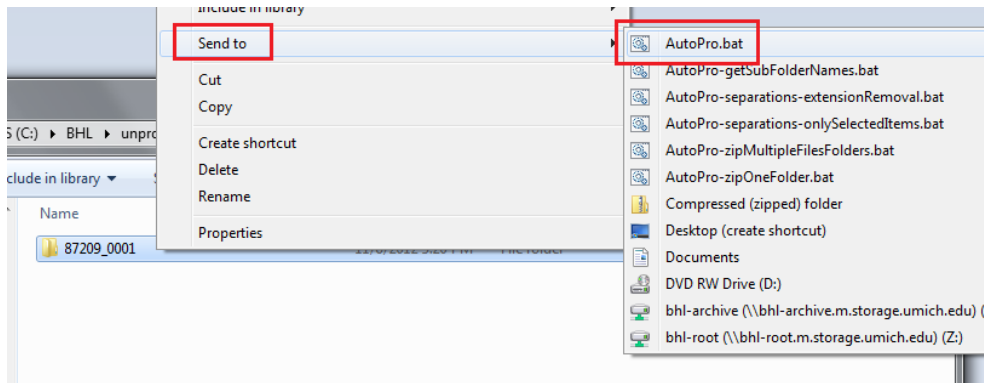 Include in library
Send to
Cut
Copy
Create shortcut
Delete
Rename
Properties
AutoPro.bat
AutoPro-getSubFolderNames.bat
AutoPro-separations-extensionRemoval.bat
AutoPro-separations-onlySelectedItems.bat
AutoPro-zipMultipleFilesFolders.bat
AutoPro-zipOneFolder.bat
Compressed (zipped) folder
Desktop (create shortcut)
Documents
DVD RW Drive (D:)
bhl-archive (\\bhl-archive.m.storage.umich.edu) (
bhl-root (\\bhl-root.m.storage.umich.edu) (Z:)
S (C:) BHL unpro
clude in library
Name
87209_0001
File folder